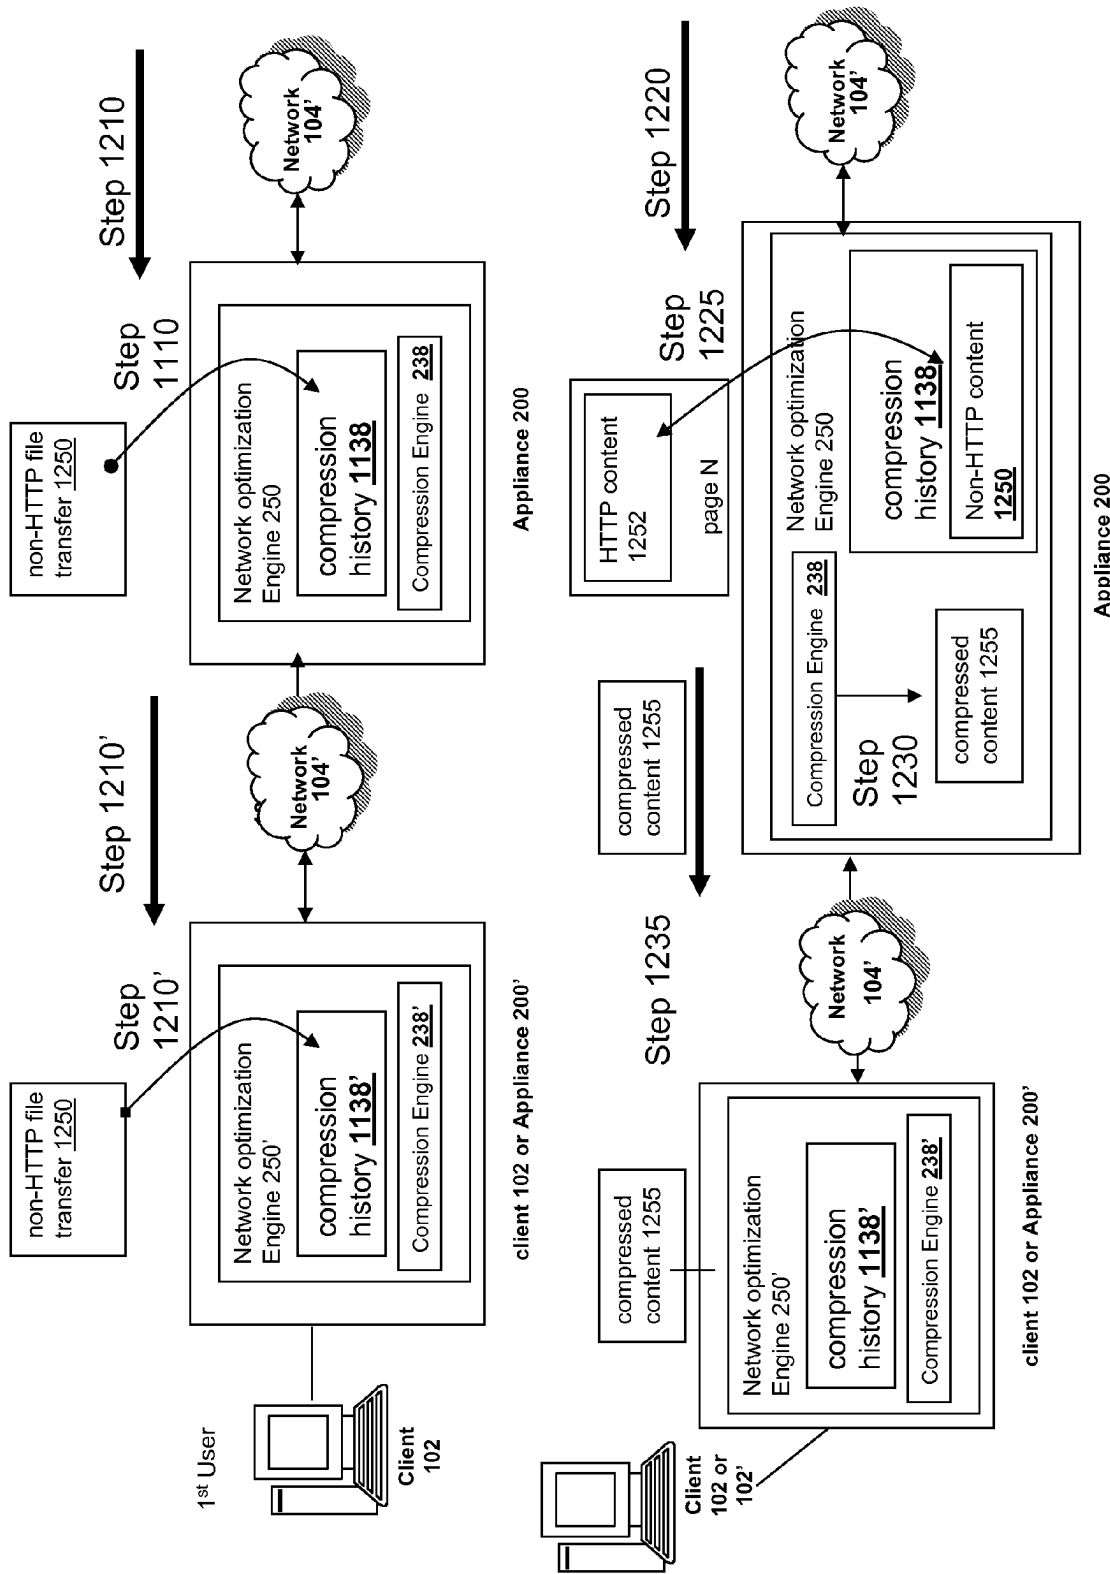 1st User
Client
102
non-HTTP file
transfer 1250
Step
1210'
Network optimization
Engine 250'
compression
history 1138'
Compression Engine 238'
client 102 or Appliance 200'
Step 1210'
Network
104'
non-HTTP file
transfer 1250
Step
1110
Network optimization
Engine 250
compression
history 1138
Compression Engine 238
Appliance 200
Step 1210
Network
104'
Client
102 or
102'
compressed
content 1255
Network optimization
Engine 250'
compression
history 1138'
Compression Engine 238'
client 102 or Appliance 200'
Step 1235
Network
104'
compressed
content 1255
HTTP content
1252
page N
Step
1225
Compression Engine 238
Step
1230
compressed
content 1255
Network optimization
Engine 250
compression
history 1138
Non-HTTP content
1250
Appliance 200
Step 1220
Network
104'